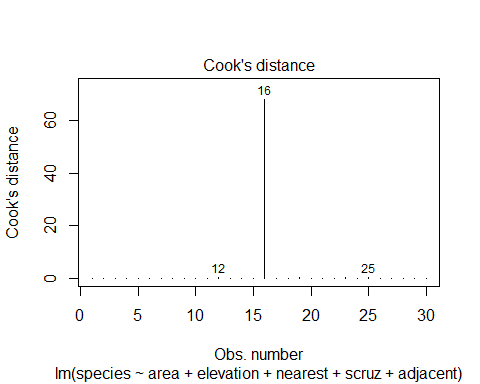 Cook's distance
16
12 25
Cook's distance
0 20 40 60
0 5 10 15 20 25 30
Obs. number
lm(species ~ area + elevation + nearest + scruz + adjacent)